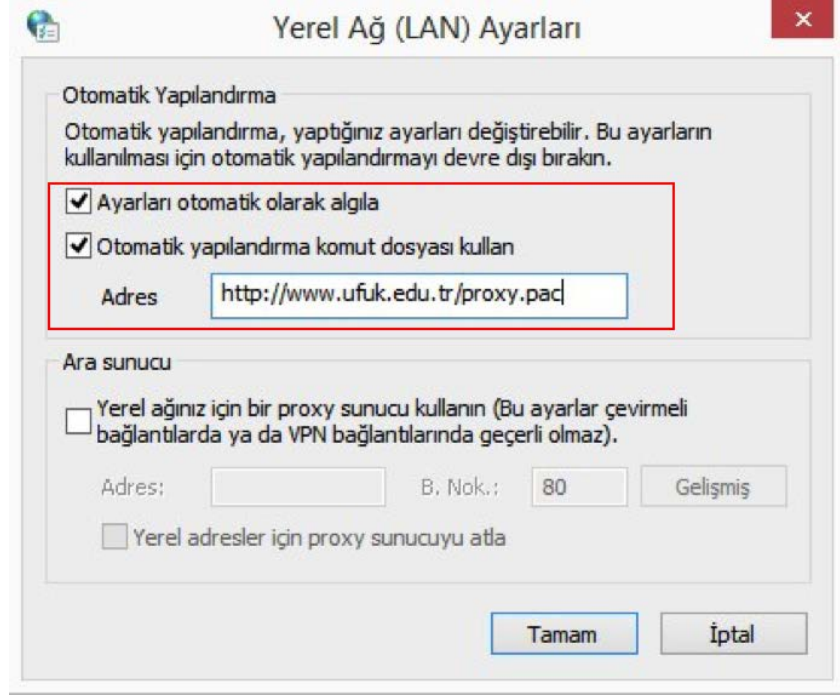 Yerel Ağ (LAN) Ayarları
Otomatik Yapılandırma
Otomatik yapılandırma, yaptığınız ayarları değiştirebilir. Bu ayarların
kullanılması için otomatik yapılandırmayı devre dışı bırakın.
Ayarları otomatik olarak algıla
Otomatik yapılandırma komut dosyası kullan
Adres http://www.ufuk.edu.tr/proxy.pac
Ara sunucu
Yerel ağınız için bir proxy sunucu kullanın (Bu ayarlar çevirmeli
bağlantılarda ya da VPN bağlantılarında geçerli olmaz).
Adres: B. Nok.: 80 Gelişmiş
Yerel adresler için proxy sunucuyu atla
Tamam İptal